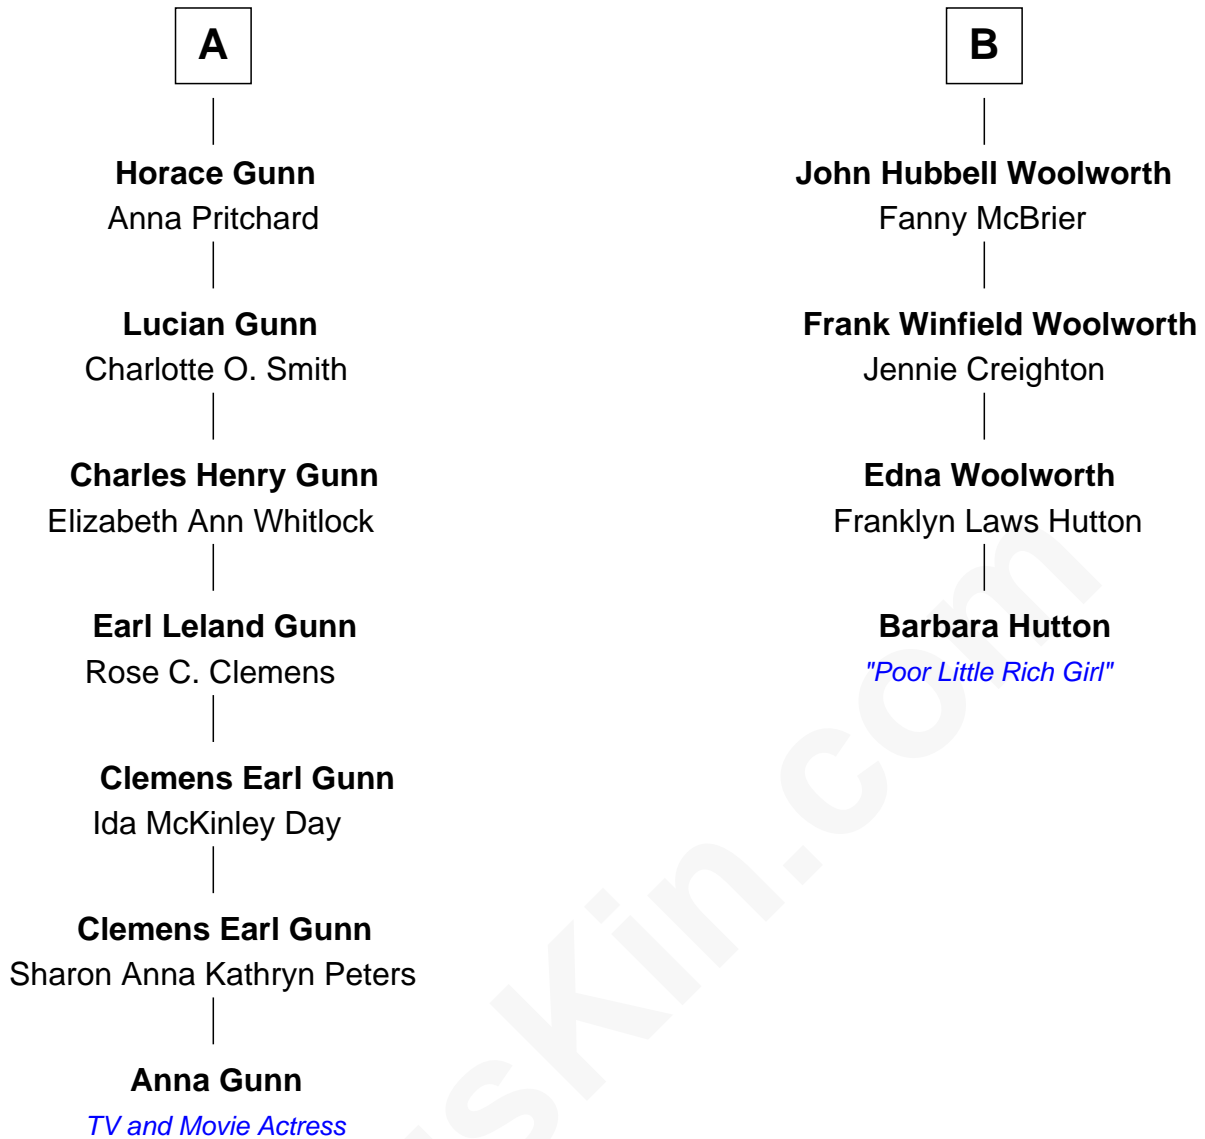 A
Horace Gunn
Anna Pritchard
Lucian Gunn
Charlotte O. Smith
Charles Henry Gunn
Elizabeth Ann Whitlock
Earl Leland Gunn
Rose C. Clemens
Clemens Earl Gunn
Ida McKinley Day
Clemens Earl Gunn
Sharon Anna Kathryn Peters
Anna Gunn
TV and Movie Actress
B
John Hubbell Woolworth
Fanny McBrier
Frank Winfield Woolworth
Jennie Creighton
Edna Woolworth
Franklyn Laws Hutton
Barbara Hutton
"Poor Little Rich Girl"